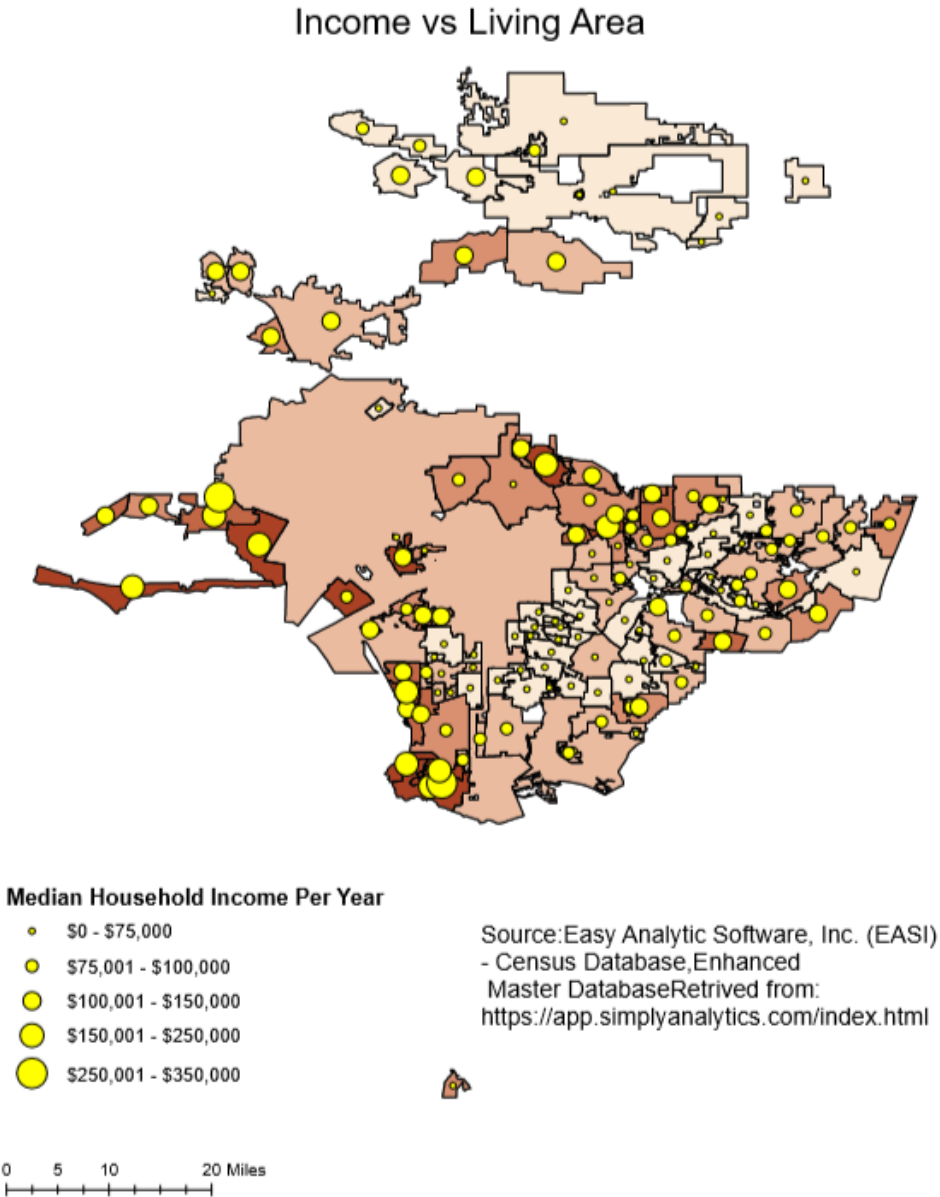 Income vs Living Area
Median Household Income Per Year
$0 - $75,000
$75,001 - $100,000
$100,001 - $150,000
$150,001 - $250,000
$250,001 - $350,000
Source:Easy Analytic Software, Inc. (EASI)
- Census Database,Enhanced
Master DatabaseRetrived from:
https://app.simplyanalytics.com/index.html
0 5 10 20 Miles